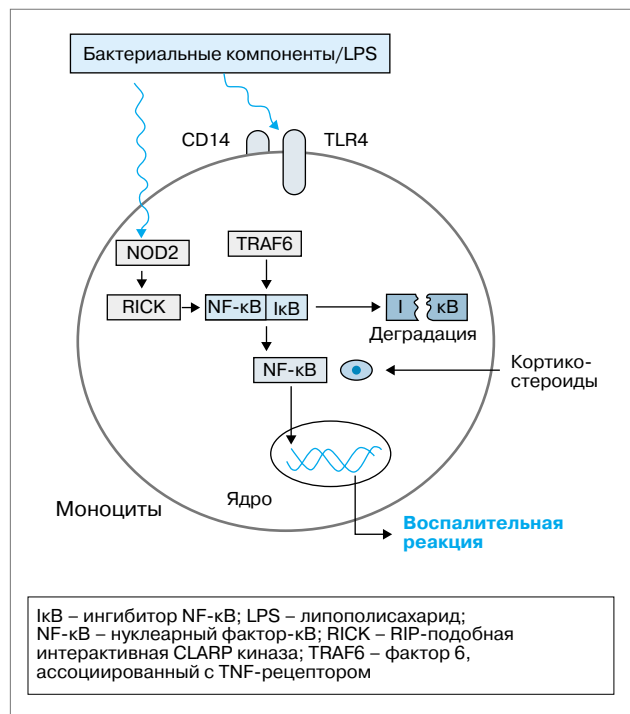 Бактериальные компоненты/LPS
CD14
TLR4
NOD2
TRAF6
RICK
NF-κB
IκB
I
κB
Деградация
NF-κB
Кортико-
стероиды
Ядро
Моноциты
Воспалительная
реакция
IκB – ингибитор NF-κB; LPS – липополисахарид;
NF-κB – нуклеарный фактор-κB; RICK – RIP-подобная
интерактивная CLARP киназа; TRAF6 – фактор 6,
ассоциированный с TNF-рецептором